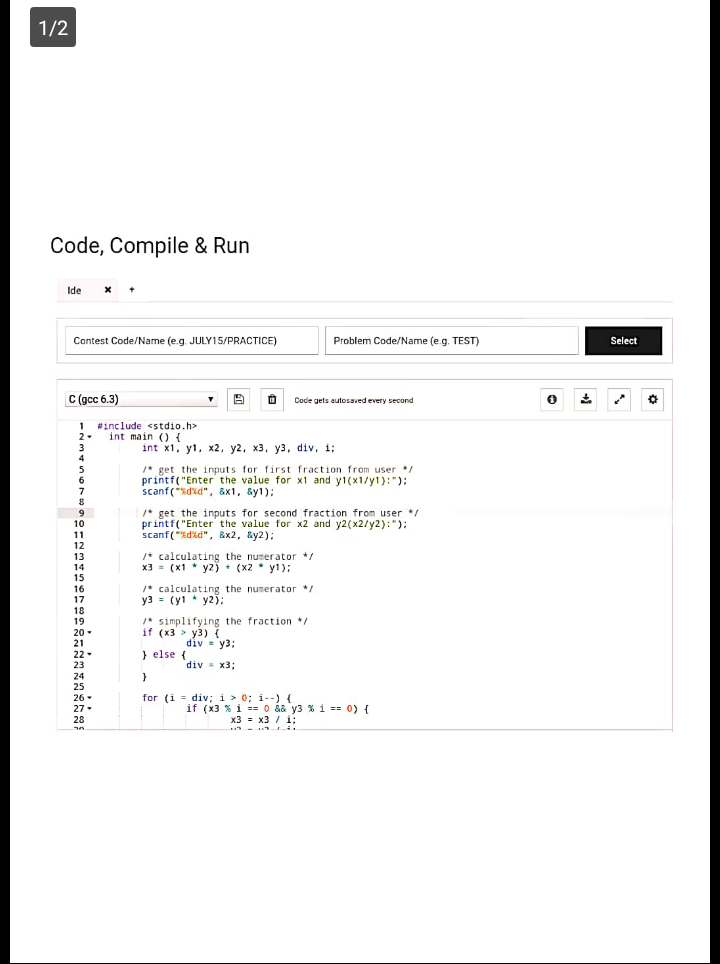 1/2
Code, Compile & Run
Ide × +
Contest Code/Name (e.g. JULY15/PRACTICE) Problem Code/Name (e.g. TEST) Select
C (gcc 6.3) Code gets autosaved every second
1 #include <stdio.h>
2 int main () {
3 int x1, y1, x2, y2, x3, y3, div, i;
4
5 /* get the inputs for first fraction from user */
6 printf("Enter the value for x1 and y1(x1/y1):");
7 scanf("%d%d", &x1, &y1);
8
9 /* get the inputs for second fraction from user */
10 printf("Enter the value for x2 and y2(x2/y2):");
11 scanf("%d%d", &x2, &y2);
12
13 /* calculating the numerator */
14 x3 = (x1 * y2) + (x2 * y1);
15
16 /* calculating the numerator */
17 y3 = (y1 * y2);
18
19 /* simplifying the fraction */
20 if (x3 > y3) {
21 div = y3;
22 } else {
23 div = x3;
24 }
25
26 for (i = div; i > 0; i--) {
27 if (x3 % i == 0 && y3 % i == 0) {
28 x3 = x3 / i;